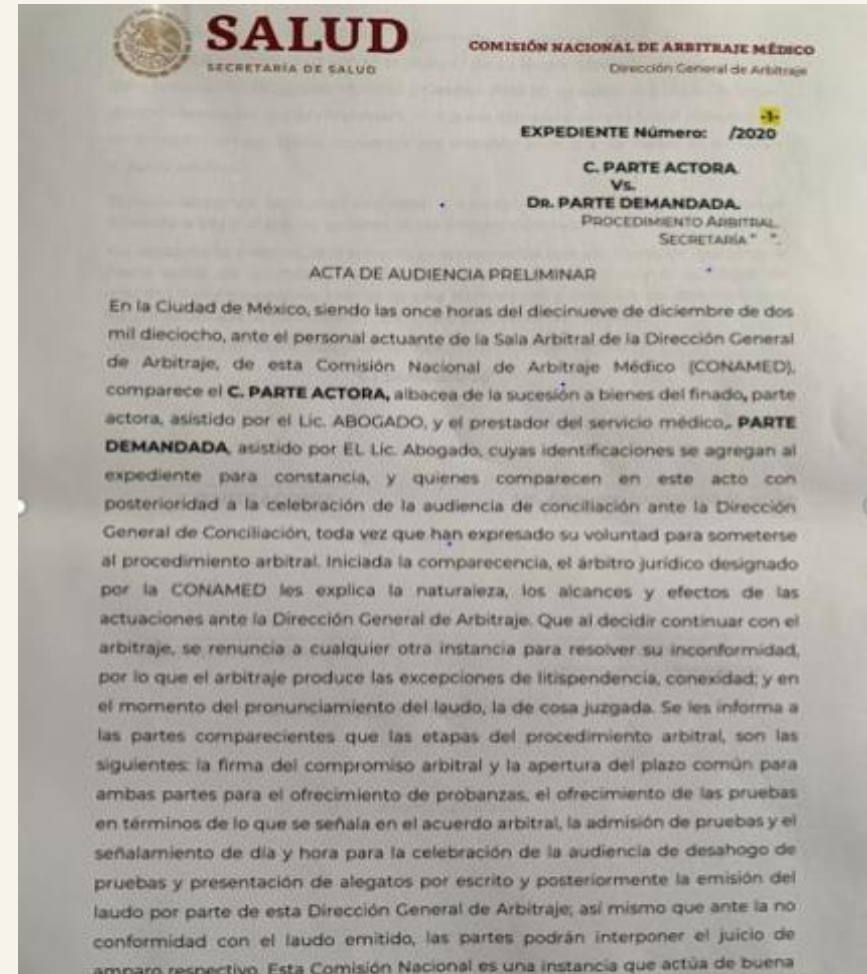 SALUD
SECRETARÍA DE SALUD
COMISIÓN NACIONAL DE ARBITRAJE MÉDICO
Dirección General de Arbitraje
-1-
EXPEDIENTE Número: /2020
C. PARTE ACTORA.
Vs.
DR. PARTE DEMANDADA.
PROCEDIMIENTO ARBITRAL.
SECRETARÍA " ".
ACTA DE AUDIENCIA PRELIMINAR
En la Ciudad de México, siendo las once horas del diecinueve de diciembre de dos
mil dieciocho, ante el personal actuante de la Sala Arbitral de la Dirección General
de Arbitraje, de esta Comisión Nacional de Arbitraje Médico (CONAMED),
comparece el C. PARTE ACTORA, albacea de la sucesión a bienes del finado, parte
actora, asistido por el Lic. ABOGADO, y el prestador del servicio médico,. PARTE
DEMANDADA, asistido por EL Lic. Abogado, cuyas identificaciones se agregan al
expediente para constancia, y quienes comparecen en este acto con
posterioridad a la celebración de la audiencia de conciliación ante la Dirección
General de Conciliación, toda vez que han expresado su voluntad para someterse
al procedimiento arbitral. Iniciada la comparecencia, el árbitro jurídico designado
por la CONAMED les explica la naturaleza, los alcances y efectos de las
actuaciones ante la Dirección General de Arbitraje. Que al decidir continuar con el
arbitraje, se renuncia a cualquier otra instancia para resolver su inconformidad,
por lo que el arbitraje produce las excepciones de litispendencia, conexidad; y en
el momento del pronunciamiento del laudo, la de cosa juzgada. Se les informa a
las partes comparecientes que las etapas del procedimiento arbitral, son las
siguientes: la firma del compromiso arbitral y la apertura del plazo común para
ambas partes para el ofrecimiento de probanzas, el ofrecimiento de las pruebas
en términos de lo que se señala en el acuerdo arbitral, la admisión de pruebas y el
señalamiento de día y hora para la celebración de la audiencia de desahogo de
pruebas y presentación de alegatos por escrito y posteriormente la emisión del
laudo por parte de esta Dirección General de Arbitraje; así mismo que ante la no
conformidad con el laudo emitido, las partes podrán interponer el juicio de
amparo respectivo. Esta Comisión Nacional es una instancia que actúa de buena